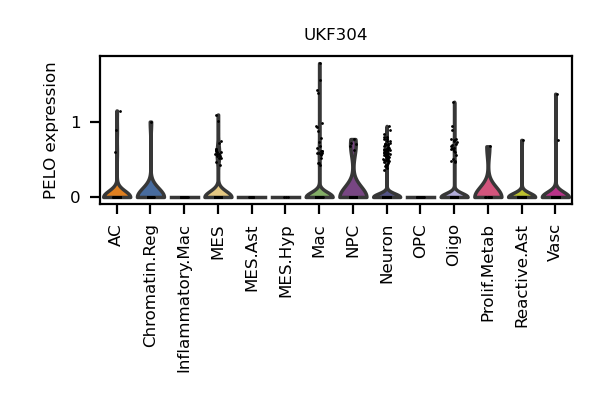 UKF304
PELO expression
1
0
AC
Chromatin.Reg
Inflammatory.Mac
MES
MES.Ast
MES.Hyp
Mac
NPC
Neuron
OPC
Oligo
Prolif.Metab
Reactive.Ast
Vasc